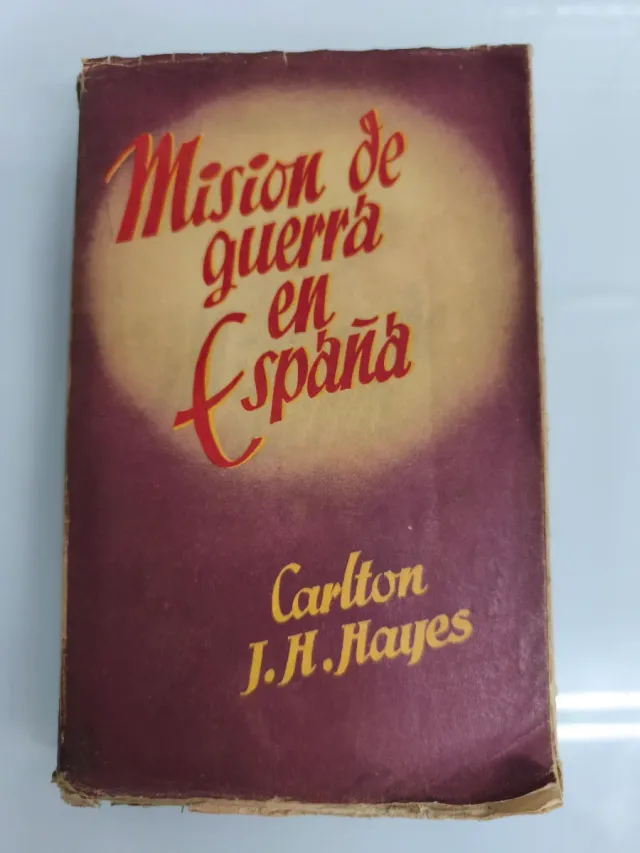 Mision de
guerra
en
España
Carlton
J.H.Hayes